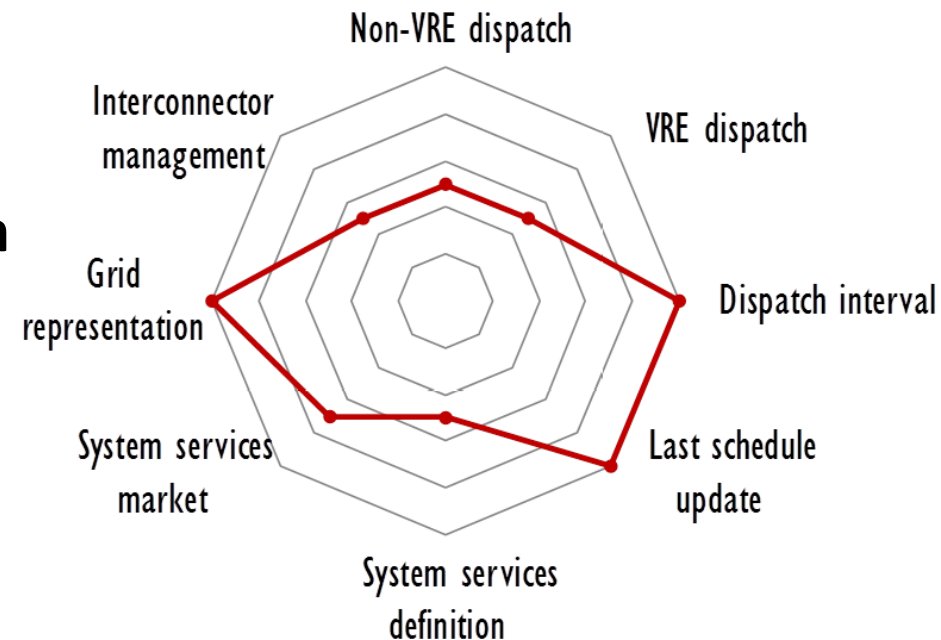 Non-VRE dispatch
Interconnector
management
VRE dispatch
Grid
representation
Dispatch interval
System services
market
Last schedule
update
System services
definition